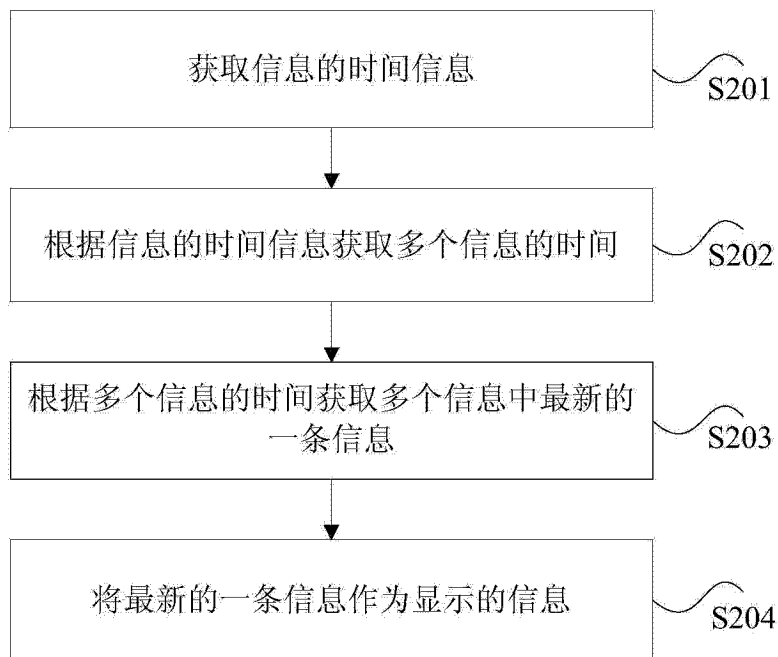 获取信息的时间信息
S201
根据信息的时间信息获取多个信息的时间
S202
根据多个信息的时间获取多个信息中最新的
一条信息
S203
将最新的一条信息作为显示的信息
S204